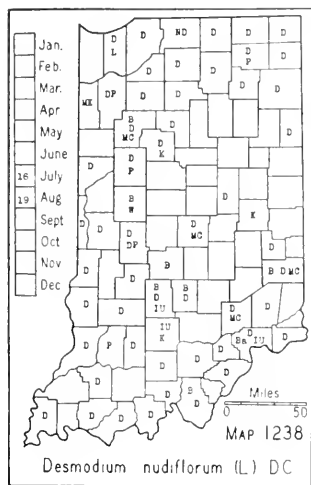 Jan.
Feb.
Mar.
Apr
May
June
16 July
19 Aug
Sept
Oct
Nov
Dec
D D ND D D D
L
D D D D D
P
MK DP D D D
B D
D
MC D
K
D D D
P
B D
W K
D D D
DP MC
B B D MC
D B B
D D D
IU
D D
MC
IU D
K Ba IU
D P D D D
D D
B
D D
D D D D
Miles
0 50
MAP 1238
Desmodium nudiflorum (L) DC